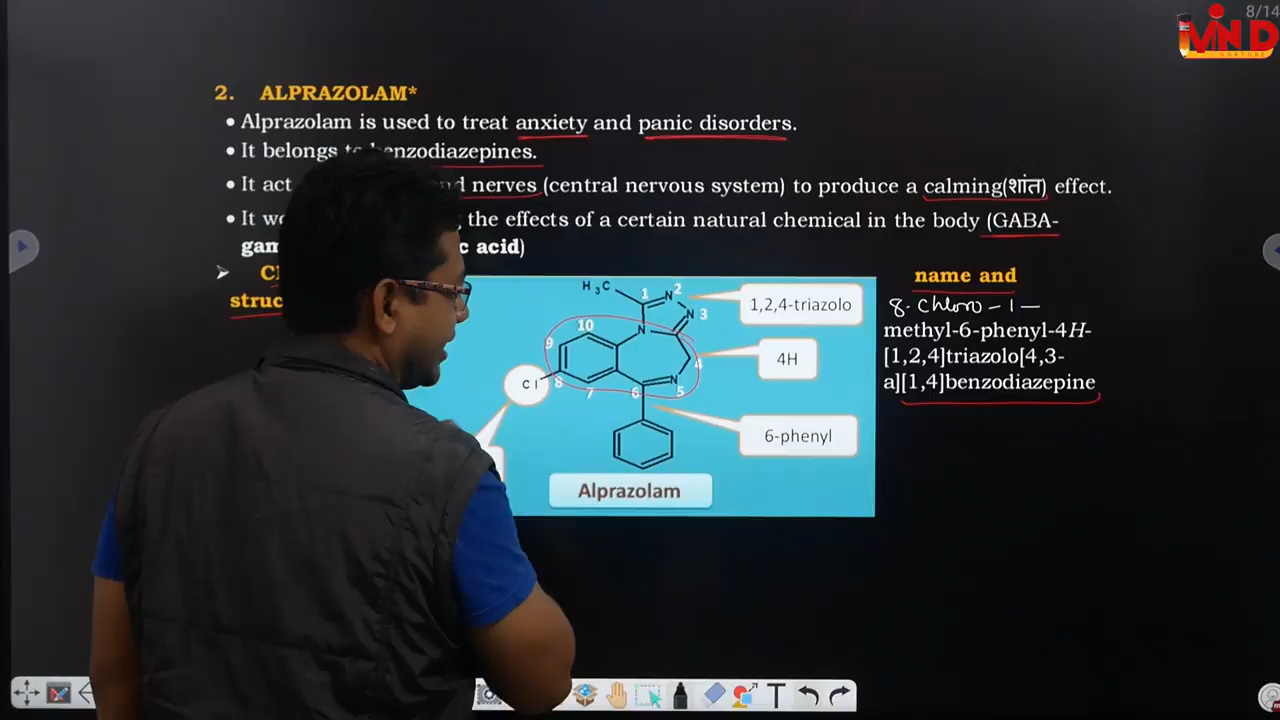 8/14
MIND
2. ALPRAZOLAM*
• Alprazolam is used to treat anxiety and panic disorders.
• It belongs to benzodiazepines.
• It act nerves (central nervous system) to produce a calming(शांत) effect.
• It the effects of a certain natural chemical in the body (GABA-
c acid)
name and
8. Chloro-1-
methyl-6-phenyl-4H-
[1,2,4]triazolo[4,3-
a][1,4]benzodiazepine
H3C 1 N 2
1,2,4-triazolo
N 3
10 N
9
4H
4
Cl 8
7 6 N 5
6-phenyl
Alprazolam
T